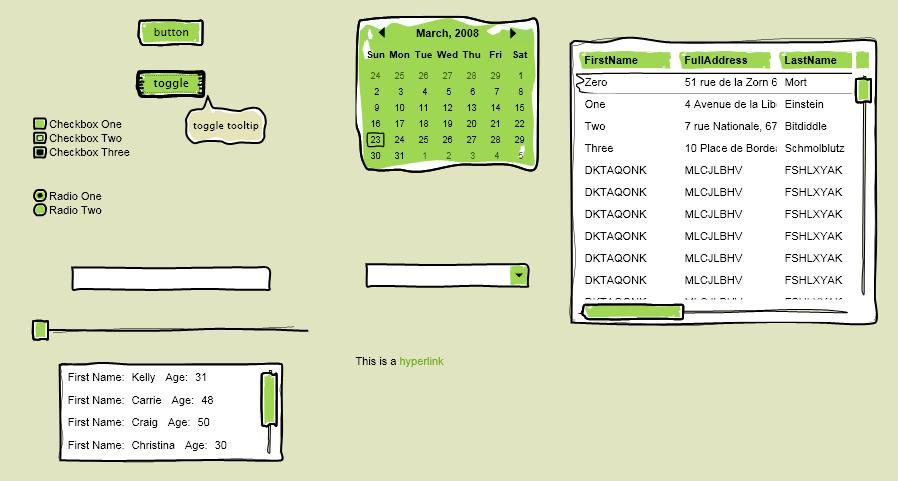 button
toggle
toggle tooltip
Checkbox One
Checkbox Two
Checkbox Three
Radio One
Radio Two
March, 2008
Sun Mon Tue Wed Thu Fri Sat
24 25 26 27 28 29 1
2 3 4 5 6 7 8
9 10 11 12 13 14 15
16 17 18 19 20 21 22
23 24 25 26 27 28 29
30 31 1 2 3 4 5
FirstName FullAddress LastName
Zero 51 rue de la Zorn 6 Mort
One 4 Avenue de la Lib Einstein
Two 7 rue Nationale, 67 Bitdiddle
Three 10 Place de Bordea Schmolblutz
DKTAQONK MLCJLBHV FSHLXYAK
DKTAQONK MLCJLBHV FSHLXYAK
DKTAQONK MLCJLBHV FSHLXYAK
DKTAQONK MLCJLBHV FSHLXYAK
DKTAQONK MLCJLBHV FSHLXYAK
DKTAQONK MLCJLBHV FSHLXYAK
This is a hyperlink
First Name: Kelly Age: 31
First Name: Carrie Age: 48
First Name: Craig Age: 50
First Name: Christina Age: 30